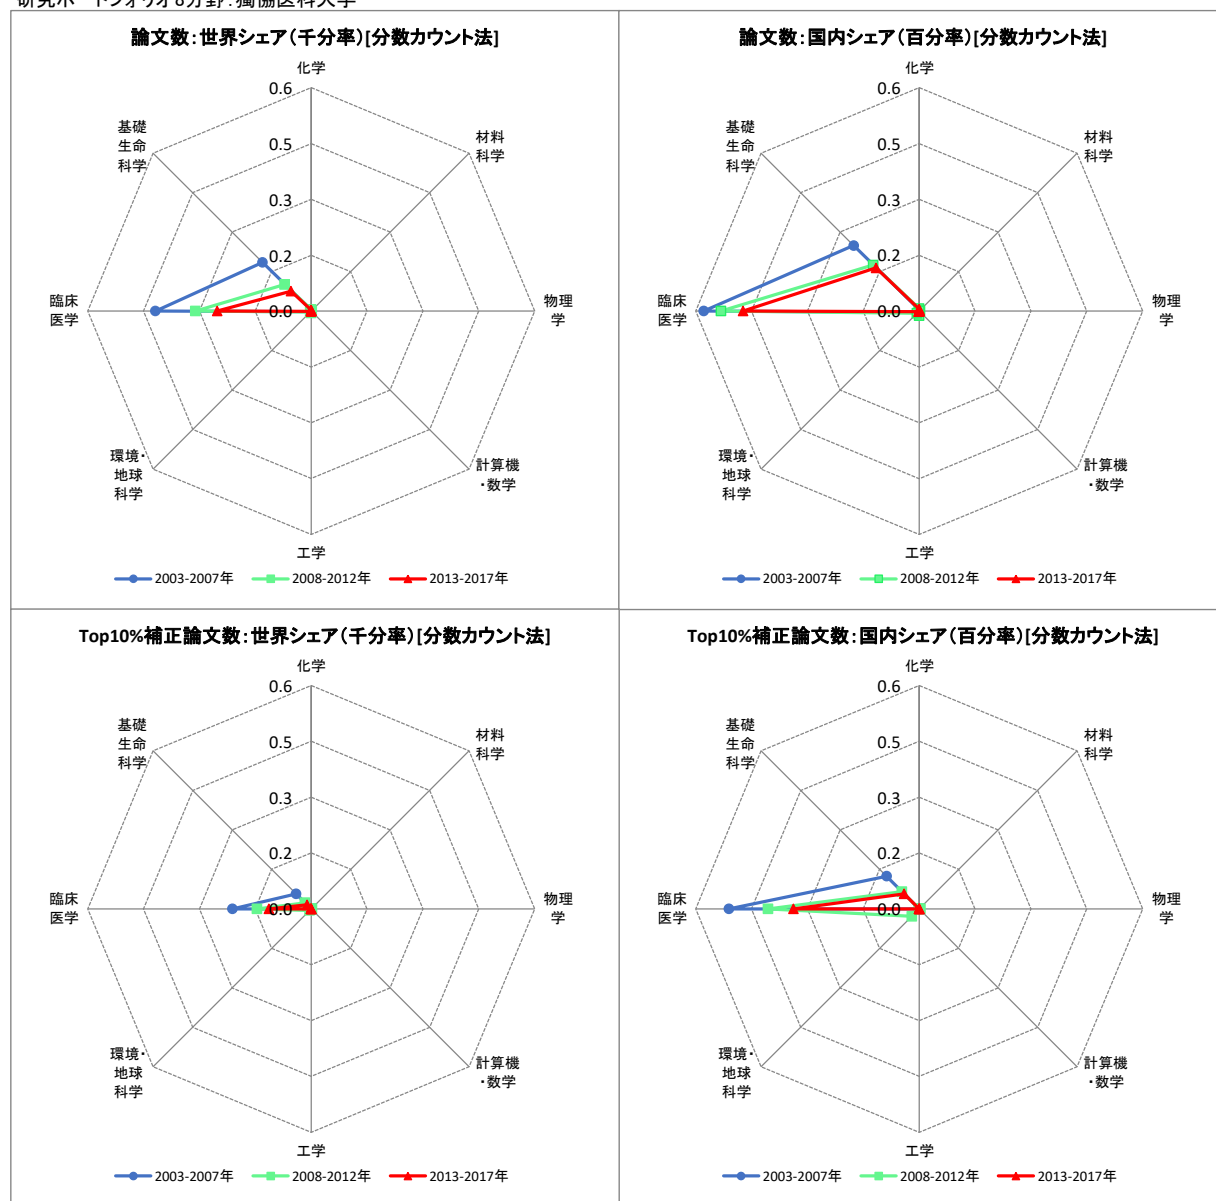 研究ポートフォリオ8分野:獨協医科大学
論文数:世界シェア(千分率)[分数カウント法]
化学
材料
科学
物理
学
計算機
・数学
工学
環境・
地球
科学
臨床
医学
基礎
生命
科学
0.6
0.5
0.3
0.2
0.0
2003-2007年 2008-2012年 2013-2017年
論文数:国内シェア(百分率)[分数カウント法]
化学
材料
科学
物理
学
計算機
・数学
工学
環境・
地球
科学
臨床
医学
基礎
生命
科学
0.6
0.5
0.3
0.2
0.0
2003-2007年 2008-2012年 2013-2017年
Top10%補正論文数:世界シェア(千分率)[分数カウント法]
化学
材料
科学
物理
学
計算機
・数学
工学
環境・
地球
科学
臨床
医学
基礎
生命
科学
0.6
0.5
0.3
0.2
0.0
2003-2007年 2008-2012年 2013-2017年
Top10%補正論文数:国内シェア(百分率)[分数カウント法]
化学
材料
科学
物理
学
計算機
・数学
工学
環境・
地球
科学
臨床
医学
基礎
生命
科学
0.6
0.5
0.3
0.2
0.0
2003-2007年 2008-2012年 2013-2017年